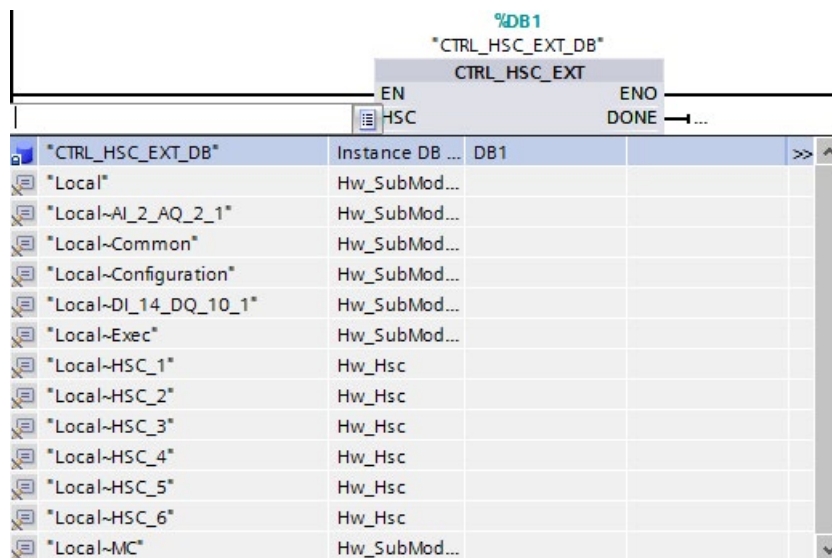 %DB1
"CTRL_HSC_EXT_DB"
CTRL_HSC_EXT
EN ENO
HSC DONE ...
"CTRL_HSC_EXT_DB" Instance DB ... DB1 >>
"Local" Hw_SubMod...
"Local~AI_2_AQ_2_1" Hw_SubMod...
"Local~Common" Hw_SubMod...
"Local~Configuration" Hw_SubMod...
"Local~DI_14_DQ_10_1" Hw_SubMod...
"Local~Exec" Hw_SubMod...
"Local~HSC_1" Hw_Hsc
"Local~HSC_2" Hw_Hsc
"Local~HSC_3" Hw_Hsc
"Local~HSC_4" Hw_Hsc
"Local~HSC_5" Hw_Hsc
"Local~HSC_6" Hw_Hsc
"Local~MC" Hw_SubMod...